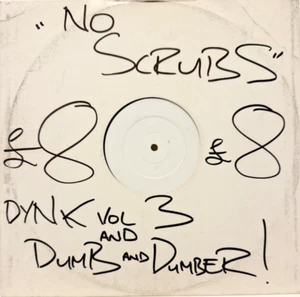 "NO
SCRUBS"
£8 £8
DYNK VOL 3
AND
DUMB AND DUMBER!